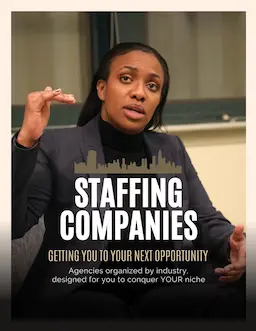 STAFFING
COMPANIES
GETTING YOU TO YOUR NEXT OPPORTUNITY
Agencies organized by industry,
designed for you to conquer YOUR niche